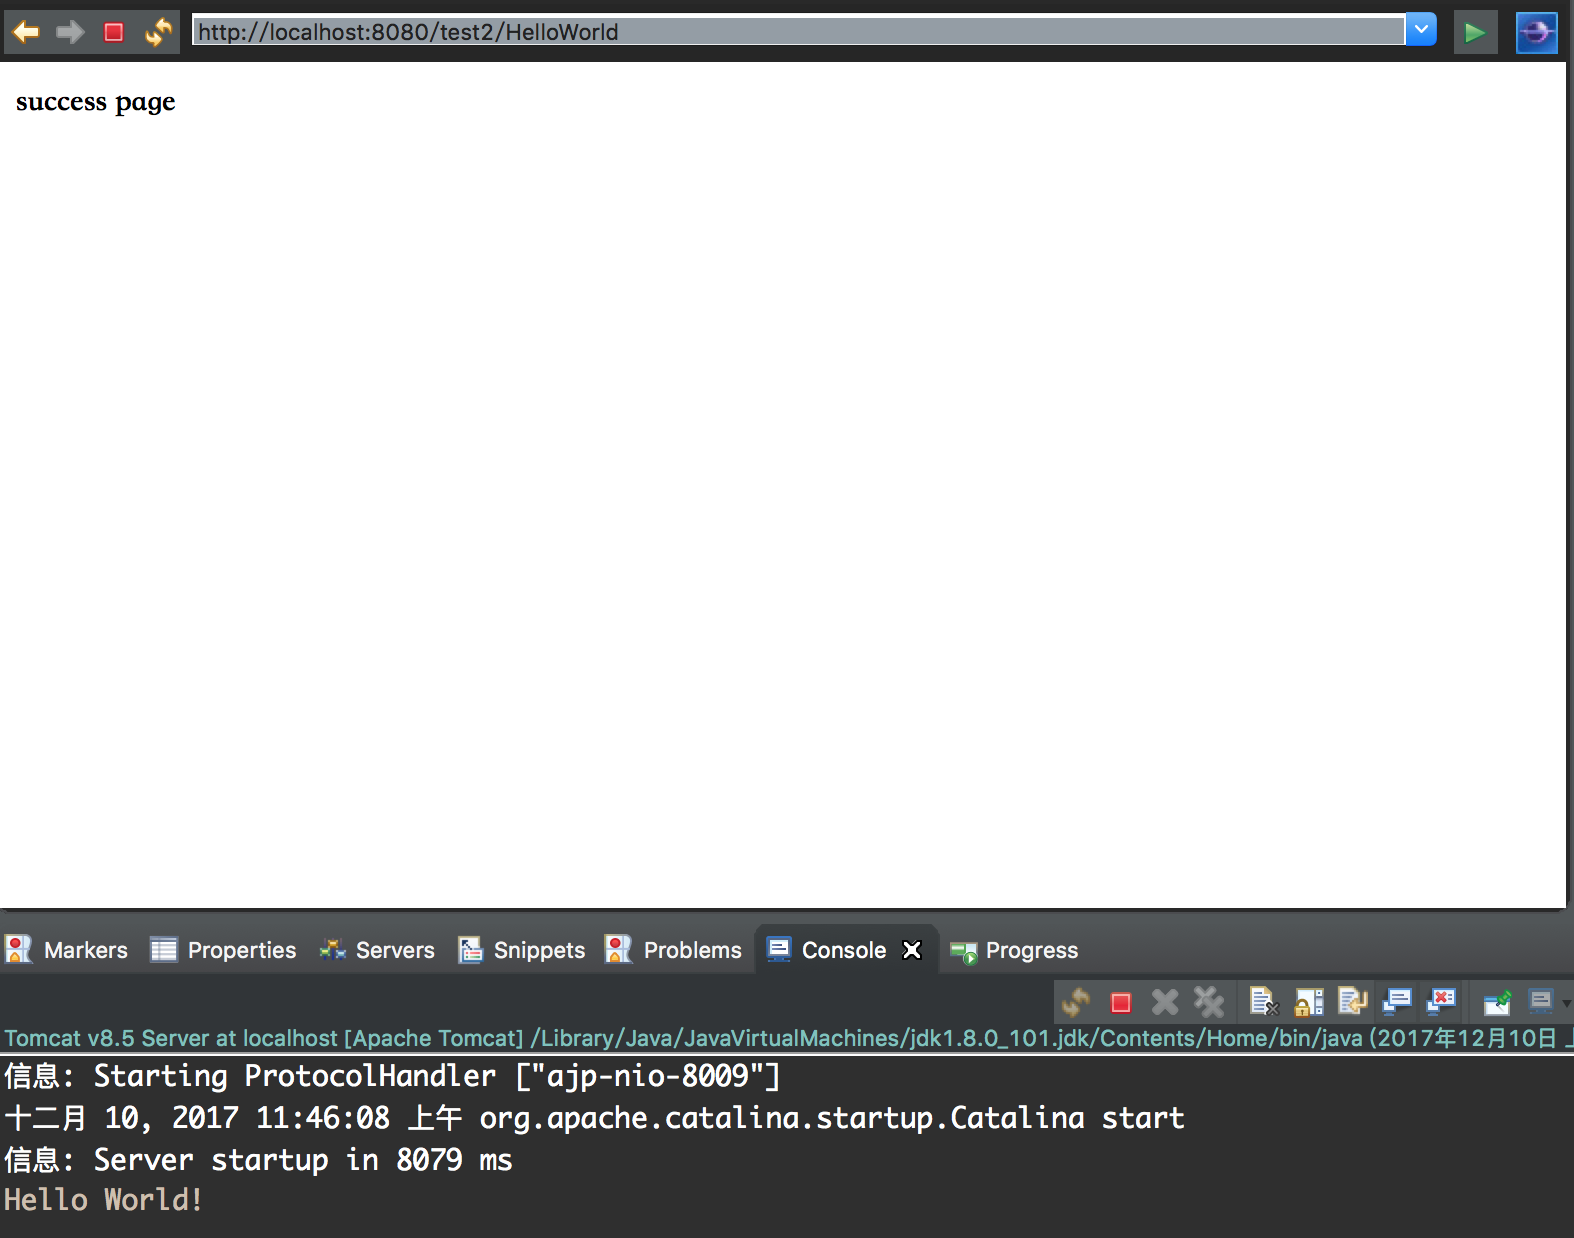 http://localhost:8080/test2/HelloWorld
success page
Markers Properties Servers Snippets Problems Console Progress
Tomcat v8.5 Server at localhost [Apache Tomcat] /Library/Java/JavaVirtualMachines/jdk1.8.0_101.jdk/Contents/Home/bin/java (2017年12月10日
信息: Starting ProtocolHandler ["ajp-nio-8009"]
十二月 10, 2017 11:46:08 上午 org.apache.catalina.startup.Catalina start
信息: Server startup in 8079 ms
Hello World!